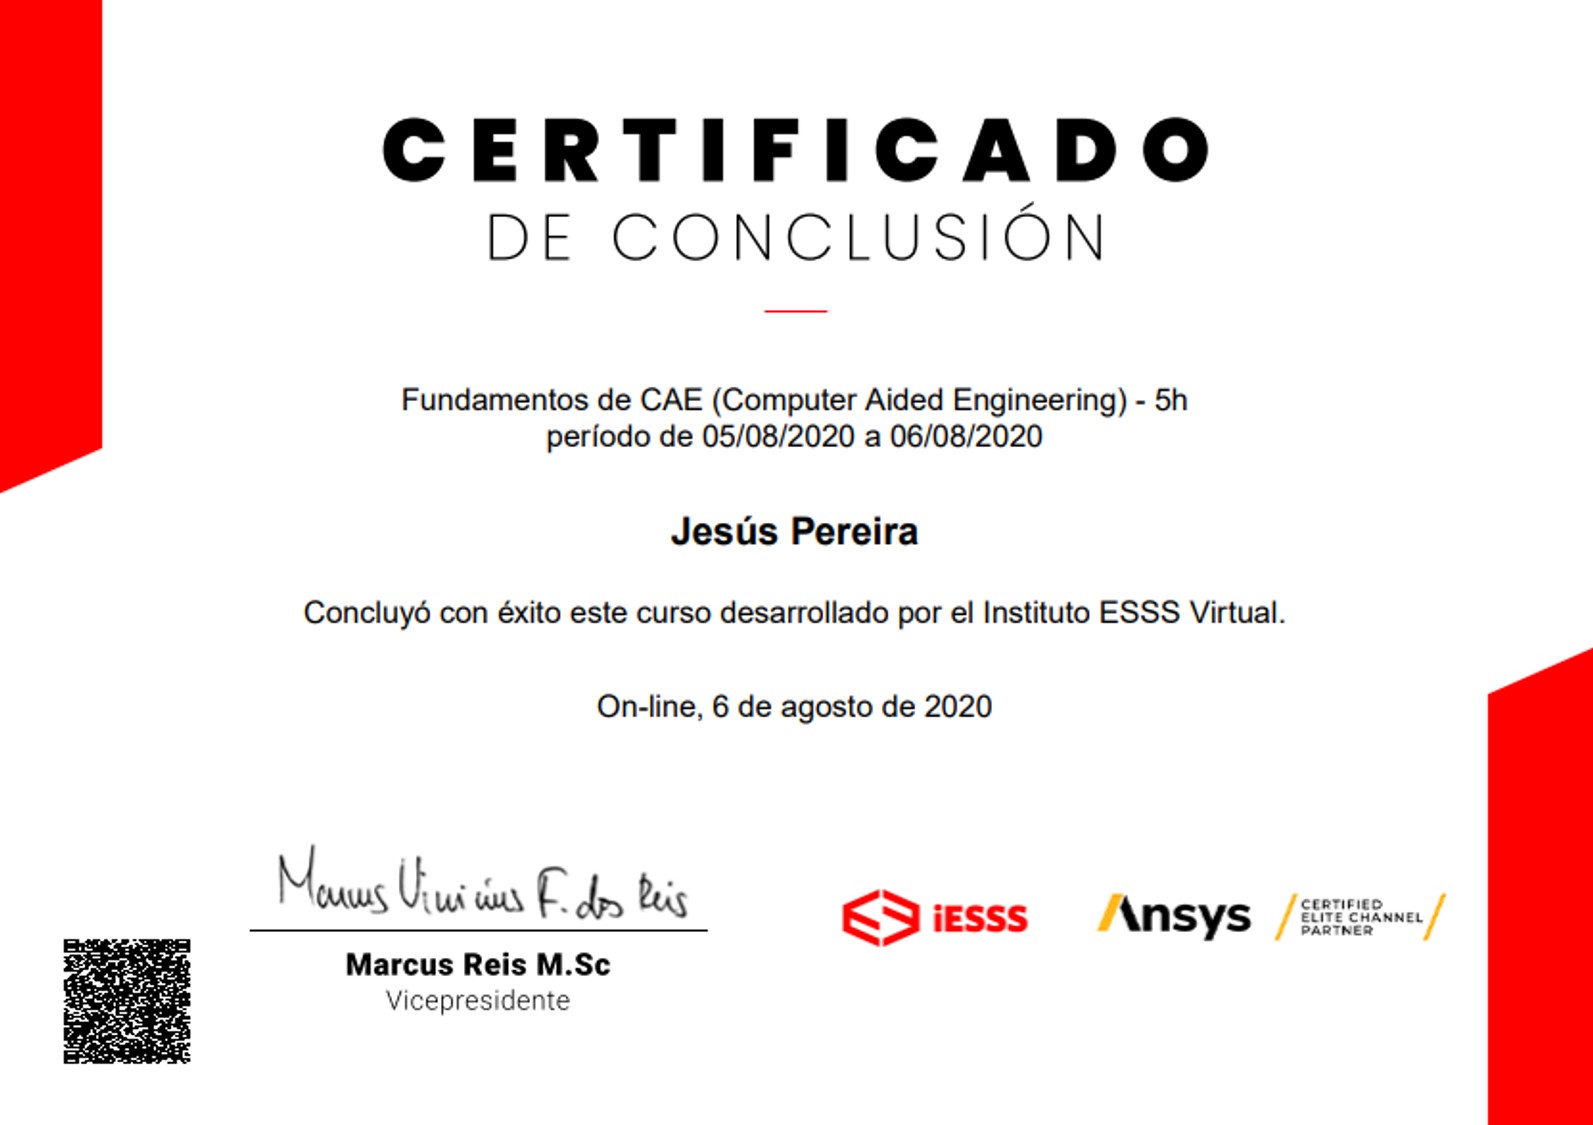 CERTIFICADO
DE CONCLUSIÓN
Fundamentos de CAE (Computer Aided Engineering) - 5h
período de 05/08/2020 a 06/08/2020
Jesús Pereira
Concluyó con éxito este curso desarrollado por el Instituto ESSS Virtual.
On-line, 6 de agosto de 2020
Marcus Vinicius F. dos Reis
Marcus Reis M.Sc
Vicepresidente
iESSS
Ansys
CERTIFIED
ELITE CHANNEL
PARTNER